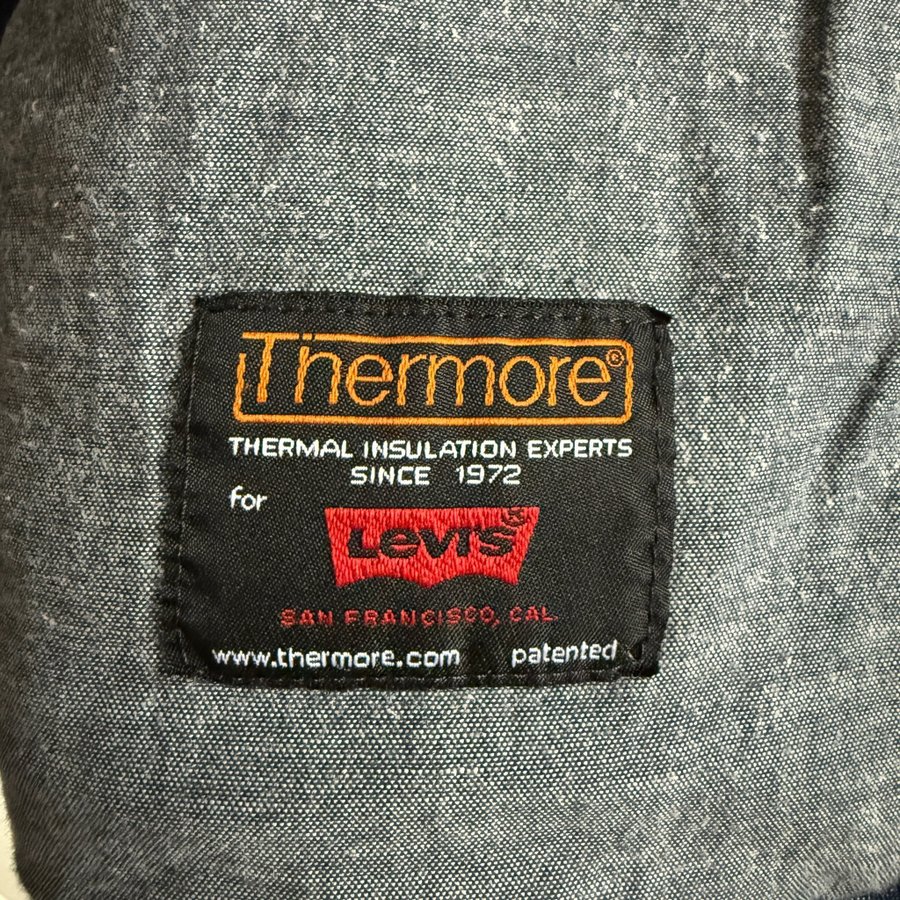 Thermore®
THERMAL INSULATION EXPERTS
SINCE 1972
for
LEVI'S®
SAN FRANCISCO, CAL.
www.thermore.com patented